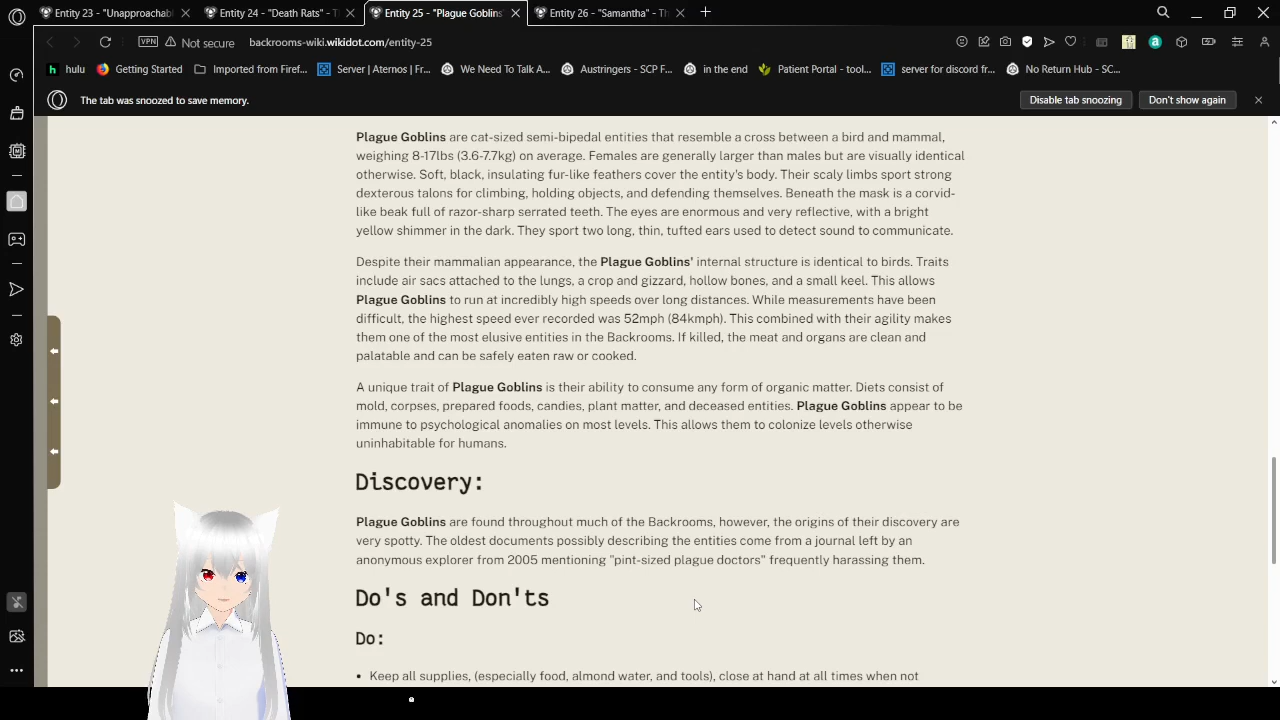 Entity 23 - "Unapproachabl
Entity 24 - "Death Rats" - Th
Entity 25 - "Plague Goblins"
Entity 26 - "Samantha" - Th
VPN
Not secure
backrooms-wiki.wikidot.com/entity-25
hulu
Getting Started
Imported from Firef...
Server | Aternos | Fr...
We Need To Talk A...
Austringers - SCP F...
in the end
Patient Portal - tool...
server for discord fr...
No Return Hub - SC...
The tab was snoozed to save memory.
Disable tab snoozing
Don't show again
Plague Goblins are cat-sized semi-bipedal entities that resemble a cross between a bird and mammal,
weighing 8-17lbs (3.6-7.7kg) on average. Females are generally larger than males but are visually identical
otherwise. Soft, black, insulating fur-like feathers cover the entity's body. Their scaly limbs sport strong
dexterous talons for climbing, holding objects, and defending themselves. Beneath the mask is a corvid-
like beak full of razor-sharp serrated teeth. The eyes are enormous and very reflective, with a bright
yellow shimmer in the dark. They sport two long, thin, tufted ears used to detect sound to communicate.
Despite their mammalian appearance, the Plague Goblins' internal structure is identical to birds. Traits
include air sacs attached to the lungs, a crop and gizzard, hollow bones, and a small keel. This allows
Plague Goblins to run at incredibly high speeds over long distances. While measurements have been
difficult, the highest speed ever recorded was 52mph (84kmph). This combined with their agility makes
them one of the most elusive entities in the Backrooms. If killed, the meat and organs are clean and
palatable and can be safely eaten raw or cooked.
A unique trait of Plague Goblins is their ability to consume any form of organic matter. Diets consist of
mold, corpses, prepared foods, candies, plant matter, and deceased entities. Plague Goblins appear to be
immune to psychological anomalies on most levels. This allows them to colonize levels otherwise
uninhabitable for humans.
Discovery:
Plague Goblins are found throughout much of the Backrooms, however, the origins of their discovery are
very spotty. The oldest documents possibly describing the entities come from a journal left by an
anonymous explorer from 2005 mentioning "pint-sized plague doctors" frequently harassing them.
Do's and Don'ts
Do:
Keep all supplies, (especially food, almond water, and tools), close at hand at all times when not